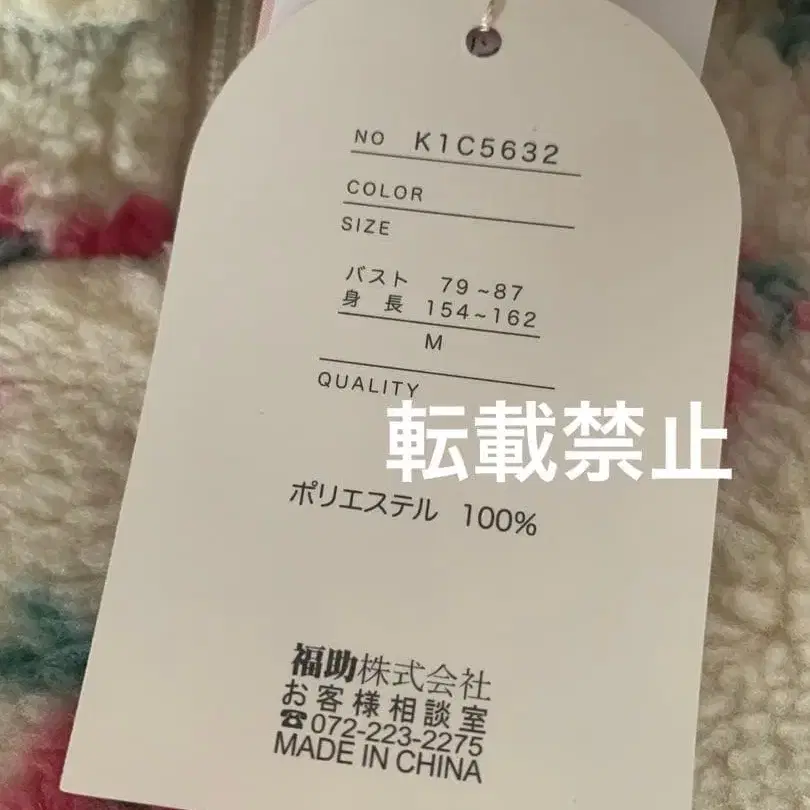 NO K1C5632
COLOR
SIZE
バスト 79~87
身長 154~162
M
QUALITY
転載禁止
ポリエステル 100%
福助株式会社
お客様相談室
☎072-223-2275
MADE IN CHINA